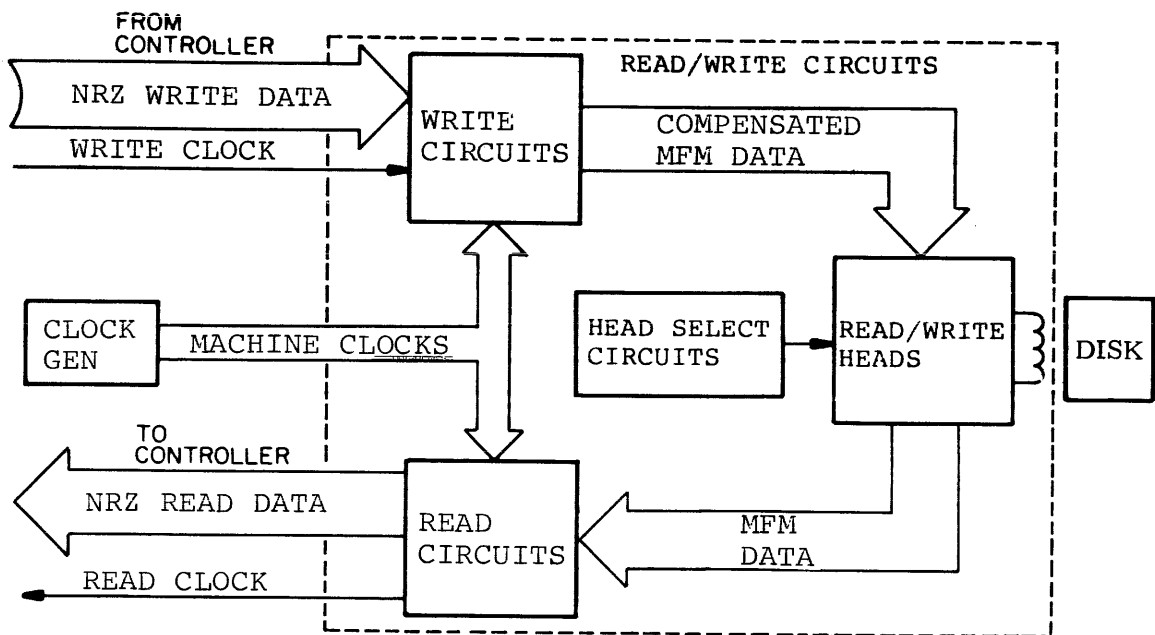 FROM
CONTROLLER
READ/WRITE CIRCUITS
NRZ WRITE DATA
WRITE CLOCK
WRITE
CIRCUITS
COMPENSATED
MFM DATA
CLOCK
GEN
MACHINE CLOCKS
HEAD SELECT
CIRCUITS
READ/WRITE
HEADS
DISK
TO
CONTROLLER
NRZ READ DATA
READ CLOCK
READ
CIRCUITS
MFM
DATA